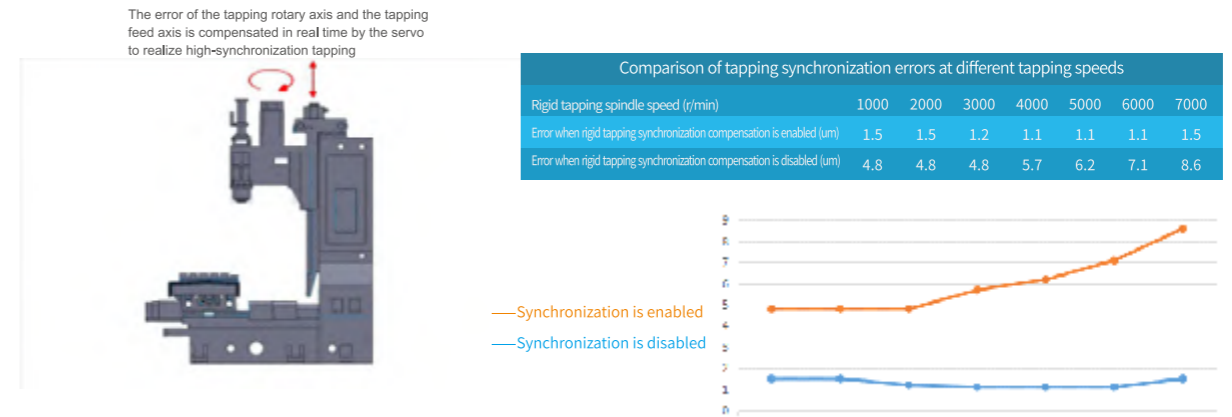 The error of the tapping rotary axis and the tapping
feed axis is compensated in real time by the servo
to realize high-synchronization tapping
Comparison of tapping synchronization errors at different tapping speeds
Rigid tapping spindle speed (r/min) 1000 2000 3000 4000 5000 6000 7000
Error when rigid tapping synchronization compensation is enabled (um) 1.5 1.5 1.2 1.1 1.1 1.1 1.5
Error when rigid tapping synchronization compensation is disabled (um) 4.8 4.8 4.8 5.7 6.2 7.1 8.6
9
8
7
6
5
4
3
2
1
0
Synchronization is enabled
Synchronization is disabled